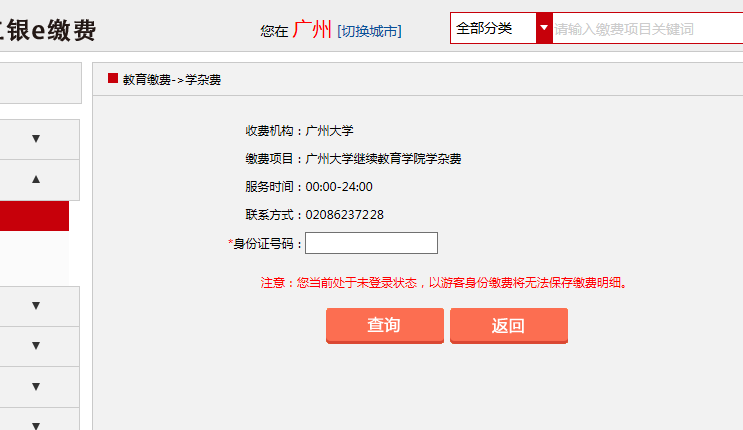 银e缴费
您在 广州 [切换城市]
全部分类
请输入缴费项目关键词
教育缴费->学杂费
收费机构：广州大学
缴费项目：广州大学继续教育学院学杂费
服务时间：00:00-24:00
联系方式：02086237228
*身份证号码：
注意：您当前处于未登录状态，以游客身份缴费将无法保存缴费明细。
查询
返回